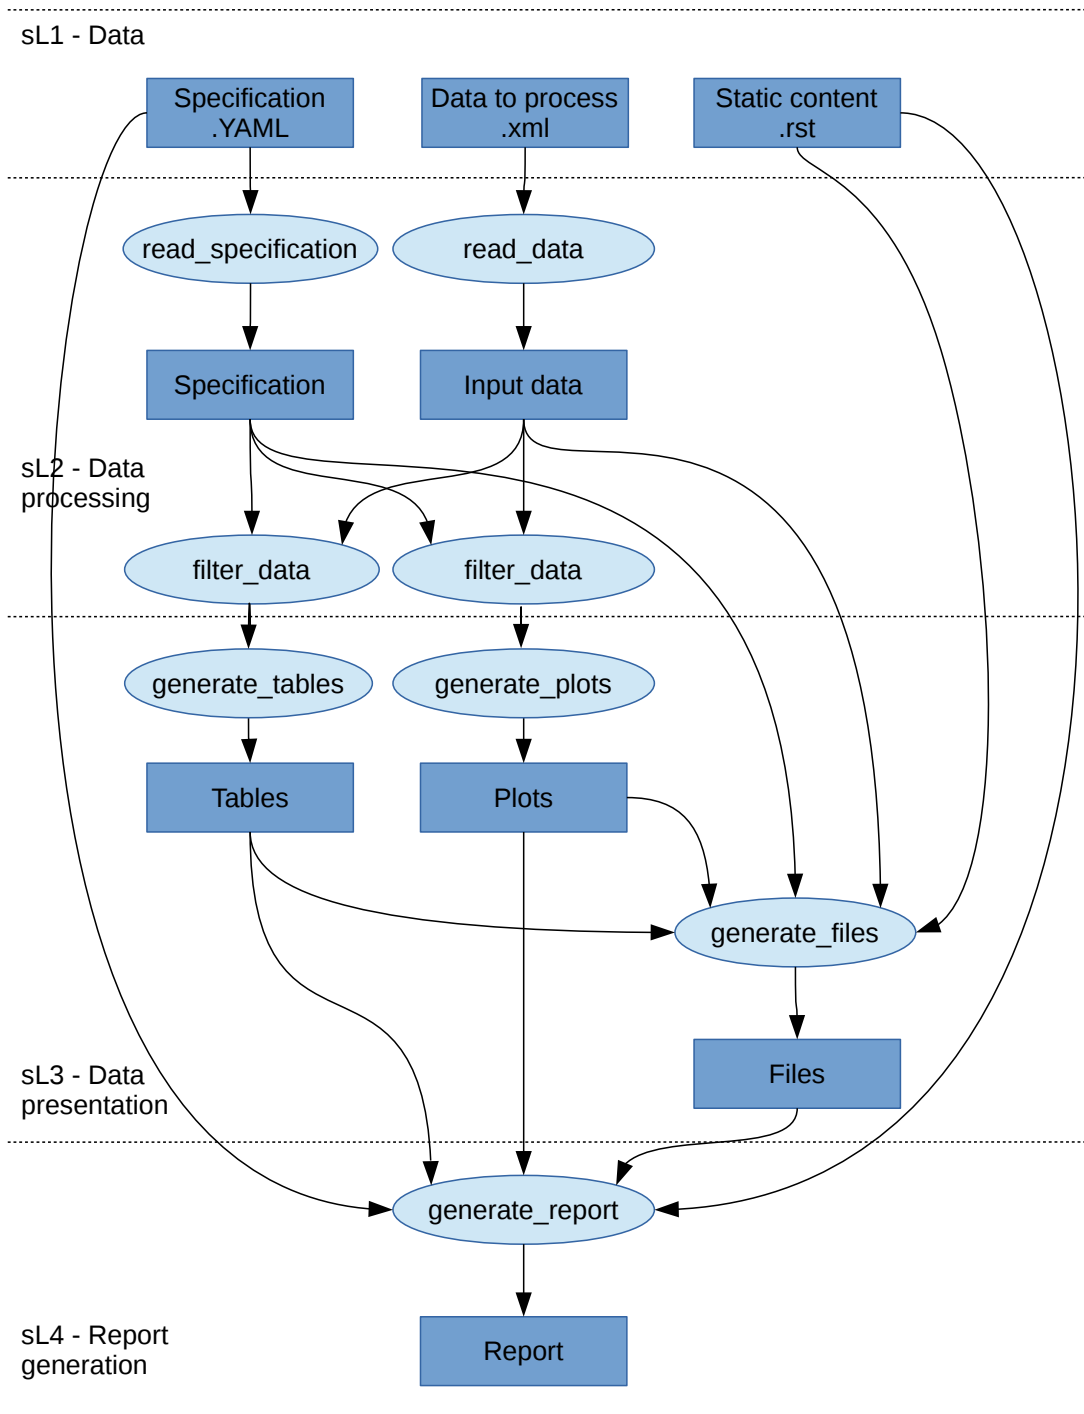 sL1 - Data
Specification
.YAML
Data to process
.xml
Static content
.rst
read_specification
read_data
Specification
Input data
sL2 - Data
processing
filter_data
filter_data
generate_tables
generate_plots
Tables
Plots
generate_files
sL3 - Data
presentation
Files
generate_report
sL4 - Report
generation
Report